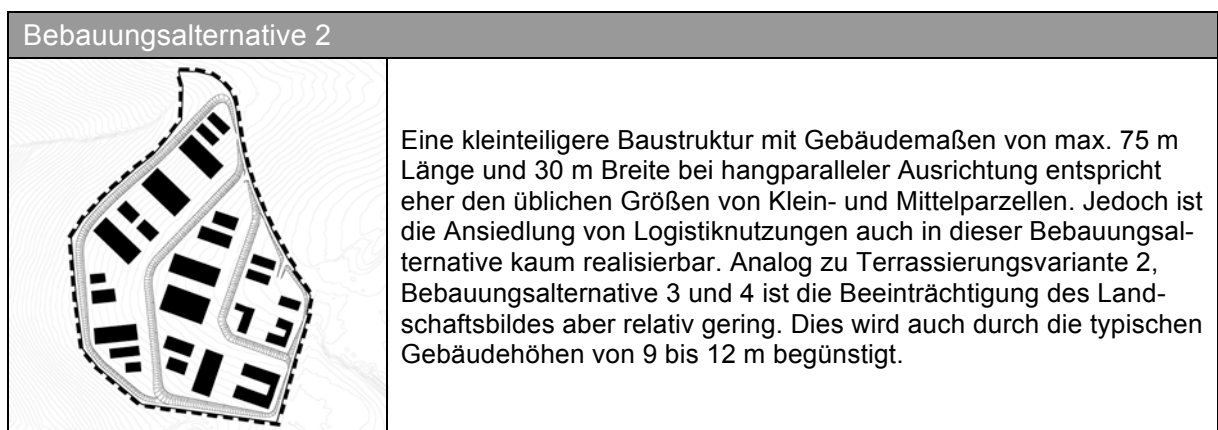 Bebauungsalternative 2
Eine kleinteiligere Baustruktur mit Gebäudemaßen von max. 75 m
Länge und 30 m Breite bei hangparalleler Ausrichtung entspricht
eher den üblichen Größen von Klein- und Mittelparzellen. Jedoch ist
die Ansiedlung von Logistiknutzungen auch in dieser Bebauungsal-
ternative kaum realisierbar. Analog zu Terrassierungsvariante 2,
Bebauungsalternative 3 und 4 ist die Beeinträchtigung des Land-
schaftsbildes aber relativ gering. Dies wird auch durch die typischen
Gebäudehöhen von 9 bis 12 m begünstigt.